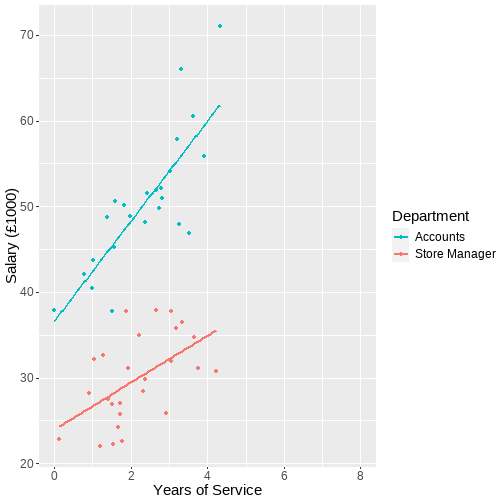 70
60
50
40
30
20
0 2 4 6 8
Years of Service
Salary (£1000)
Department
Accounts
Store Manager